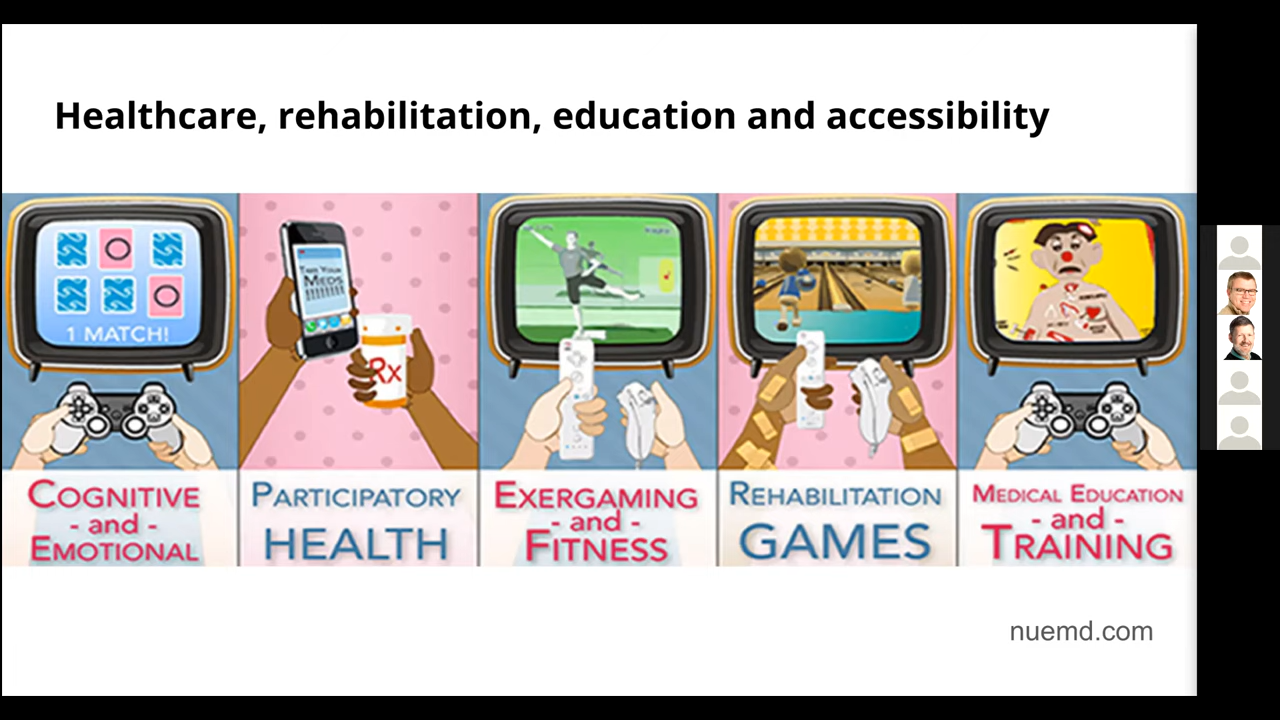 Healthcare, rehabilitation, education and accessibility
1 MATCH!
TAKE YOUR
MEDS
Rx
COGNITIVE
- and -
EMOTIONAL
PARTICIPATORY
HEALTH
EXERGAMING
- and -
FITNESS
REHABILITATION
GAMES
MEDICAL EDUCATION
- and -
TRAINING
nuemd.com